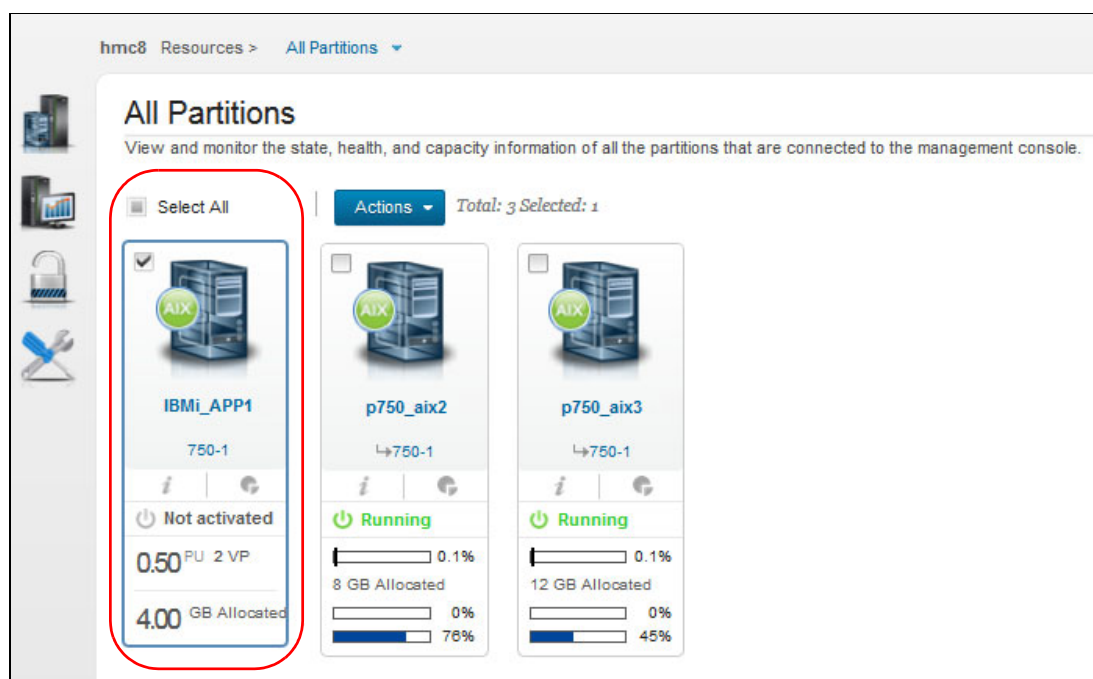 hmc8 Resources > All Partitions
All Partitions
View and monitor the state, health, and capacity information of all the partitions that are connected to the management console.
Select All
Actions
Total: 3 Selected: 1
AIX
IBMi_APP1
750-1
i
Not activated
0.50 PU 2 VP
4.00 GB Allocated
AIX
p750_aix2
750-1
i
Running
0.1%
8 GB Allocated
0%
76%
AIX
p750_aix3
750-1
i
Running
0.1%
12 GB Allocated
0%
45%